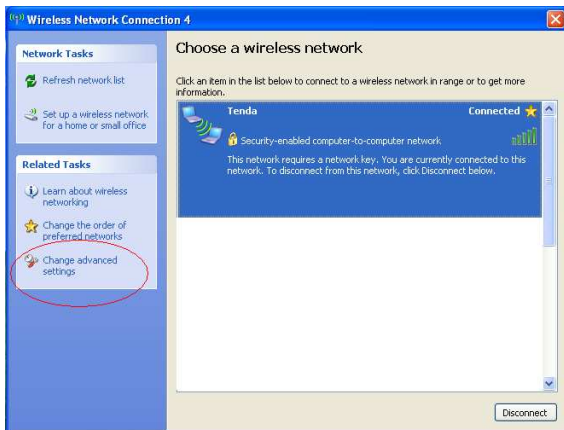 Wireless Network Connection 4
Network Tasks
Refresh network list
Set up a wireless network
for a home or small office
Related Tasks
Learn about wireless
networking
Change the order of
preferred networks
Change advanced
settings
Choose a wireless network
Click an item in the list below to connect to a wireless network in range or to get more
information.
Tenda Connected
Security-enabled computer-to-computer network
This network requires a network key. You are currently connected to this
network. To disconnect from this network, click Disconnect below.
Disconnect